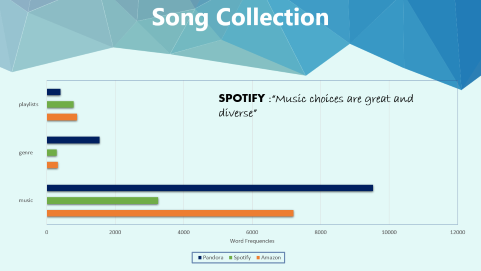 Song Collection
SPOTIFY :“Music choices are great and
diverse”
playlists
genre
music
0 2000 4000 6000 8000 10000 12000
Word Frequencies
Pandora Spotify Amazon